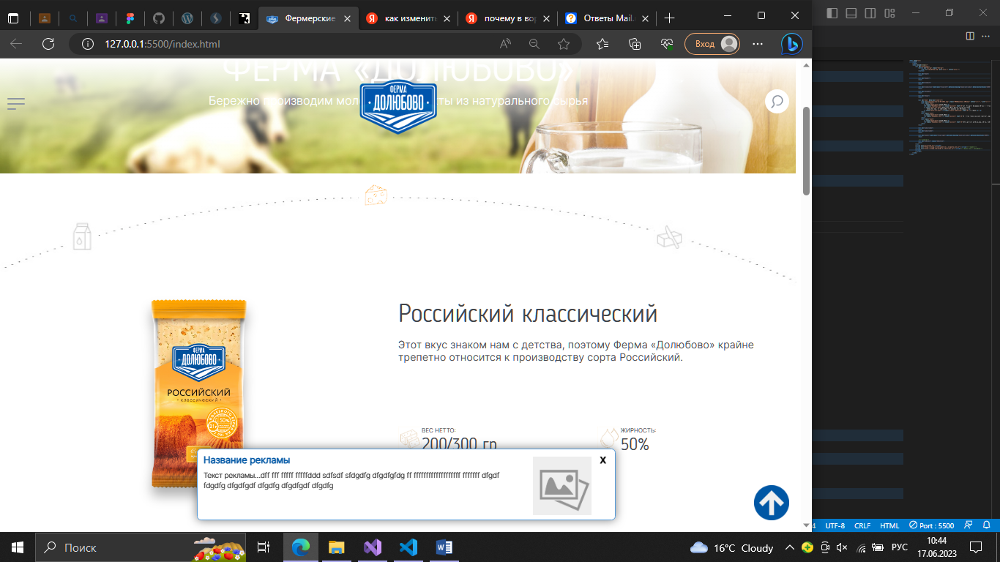 Фермерские
как изменит
почему в вор
Ответы Mail.
127.0.0.1:5500/index.html
Вход
ФЕРМА «ДОЛЮБОВО»
Бережно производим ты из натурального сырья
ФЕРМА
ДОЛЮБОВО
Российский классический
Этот вкус знаком нам с детства, поэтому Ферма «Долюбово» крайне
трепетно относится к производству сорта Российский.
ФЕРМА
ДОЛЮБОВО
РОССИЙСКИЙ
• классический •
50%
ВЕС НЕТТО:
200/300 гр
ЖИРНОСТЬ:
50%
Название рекламы
X
Текст рекламы...dff fff fffff fffffddd sdfsdf sfdgdfg dfgdfgfdg ff fffffffffffffffffff fffffff dfgdf
fdgdfg dfgdfgdf dfgdfg dfgdfgdf dfgdfg
4 UTF-8 CRLF HTML Port : 5500
Поиск
16°C Cloudy
РУС
10:44
17.06.2023